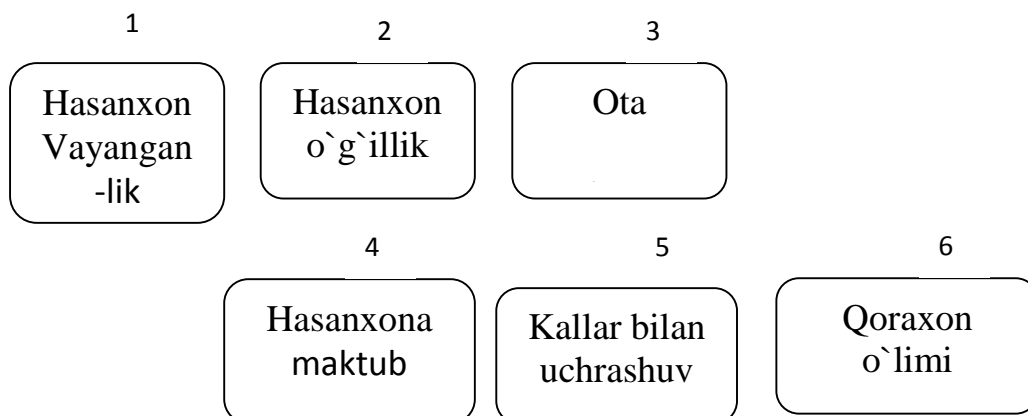 1
2
3
Hasanxon
Vayangan
-lik
Hasanxon
o`g`illik
Ota
4
5
6
Hasanxona
maktub
Kallar bilan
uchrashuv
Qoraxon
o`limi